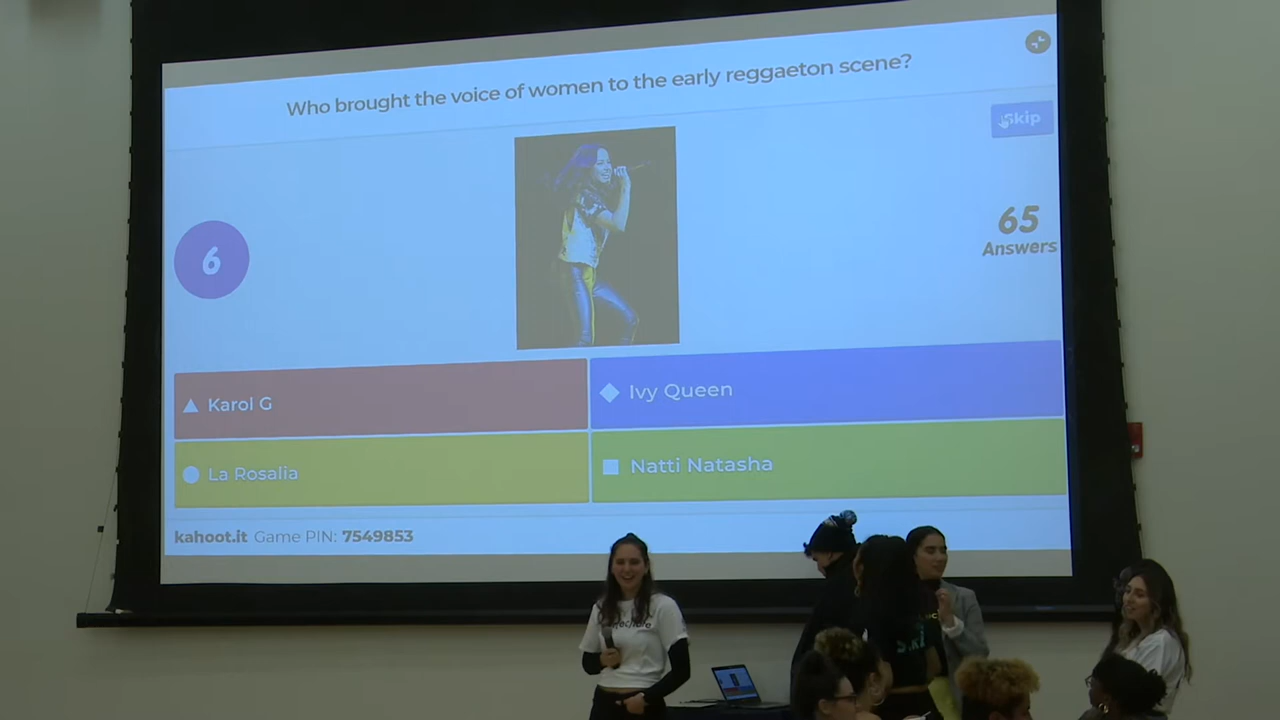 Who brought the voice of women to the early reggaeton scene?
Skip
6
65
Answers
Karol G
Ivy Queen
La Rosalia
Natti Natasha
kahoot.it Game PIN: 7549853